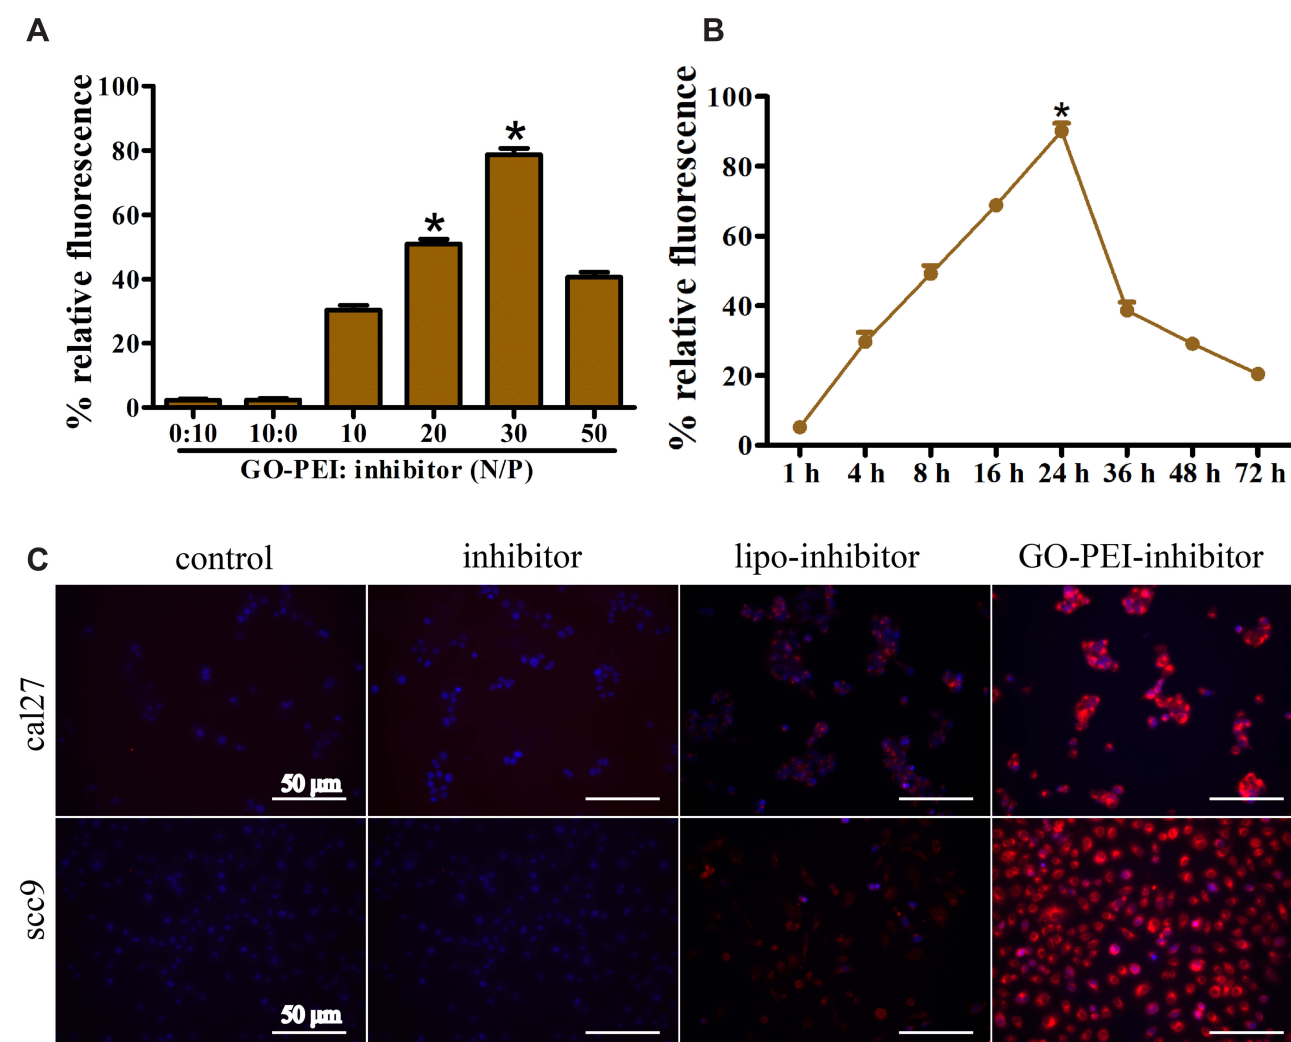 A
% relative fluorescence
100
80
60
40
20
0
*
*
0:10 10:0 10 20 30 50
GO-PEI: inhibitor (N/P)
B
% relative fluorescence
100
80
60
40
20
0
*
1 h 4 h 8 h 16 h 24 h 36 h 48 h 72 h
C
control inhibitor lipo-inhibitor GO-PEI-inhibitor
cal27
50 μm
scc9
50 μm